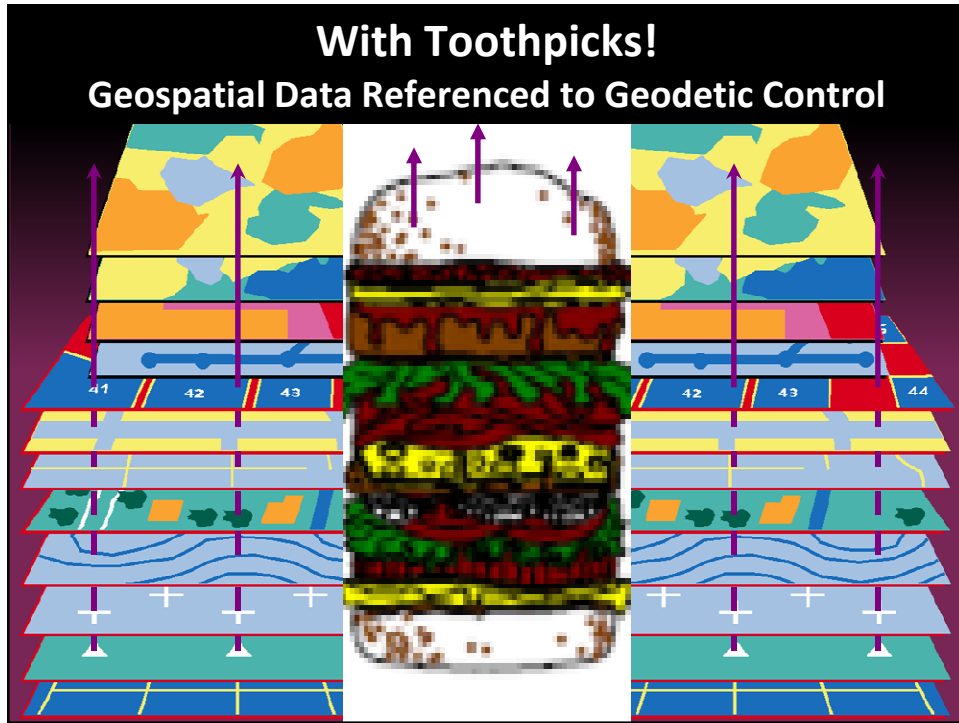 With Toothpicks!
Geospatial Data Referenced to Geodetic Control
41 42 43
42 43 44